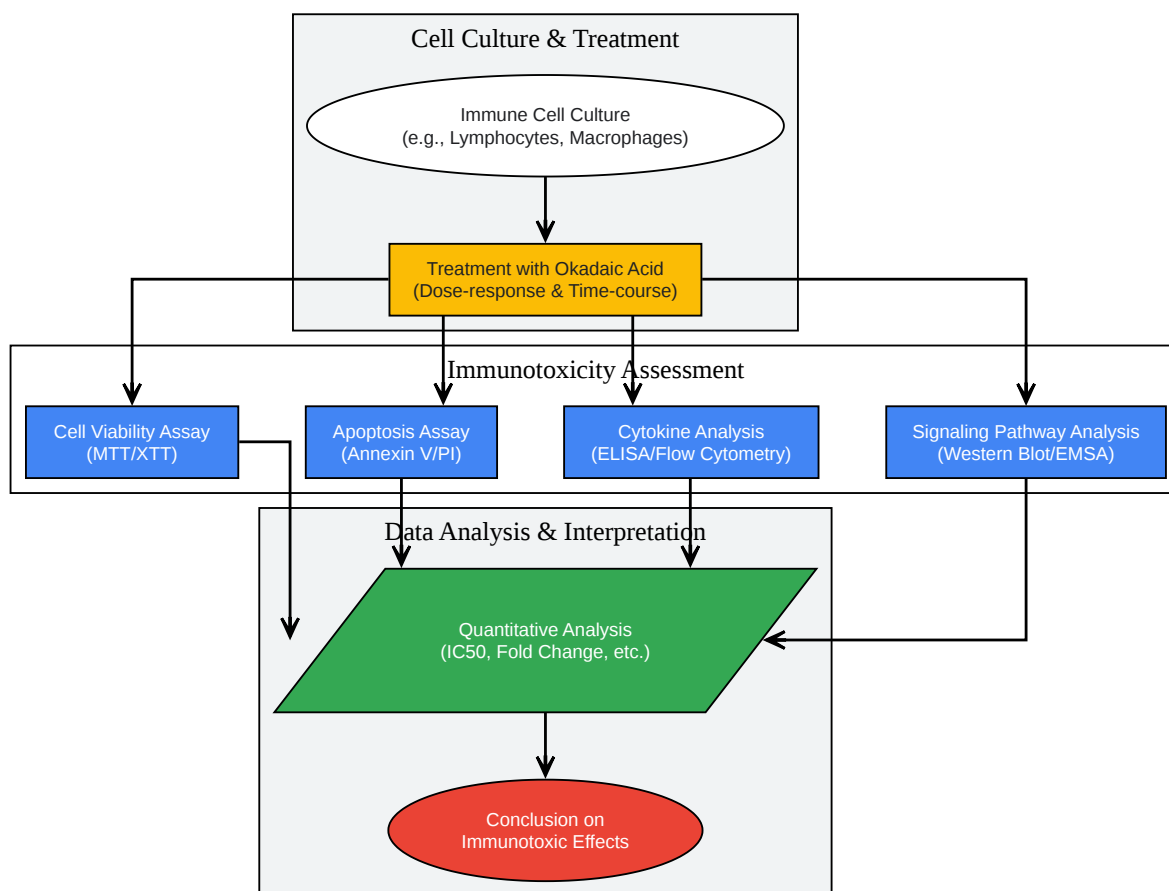 Cell Culture & Treatment
Immune Cell Culture
(e.g., Lymphocytes, Macrophages)
Treatment with Okadaic Acid
(Dose-response & Time-course)
Immunotoxicity Assessment
Cell Viability Assay
(MTT/XTT)
Apoptosis Assay
(Annexin V/PI)
Cytokine Analysis
(ELISA/Flow Cytometry)
Signaling Pathway Analysis
(Western Blot/EMSA)
Data Analysis & Interpretation
Quantitative Analysis
(IC50, Fold Change, etc.)
Conclusion on
Immunotoxic Effects